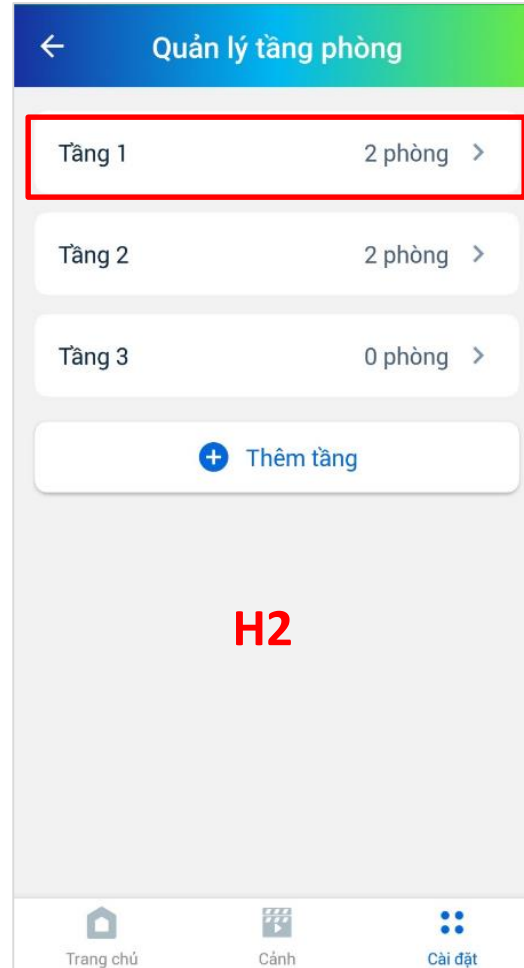 Quản lý tầng phòng
Tầng 1 2 phòng
Tầng 2 2 phòng
Tầng 3 0 phòng
Thêm tầng
H2
Trang chủ Cảnh Cài đặt